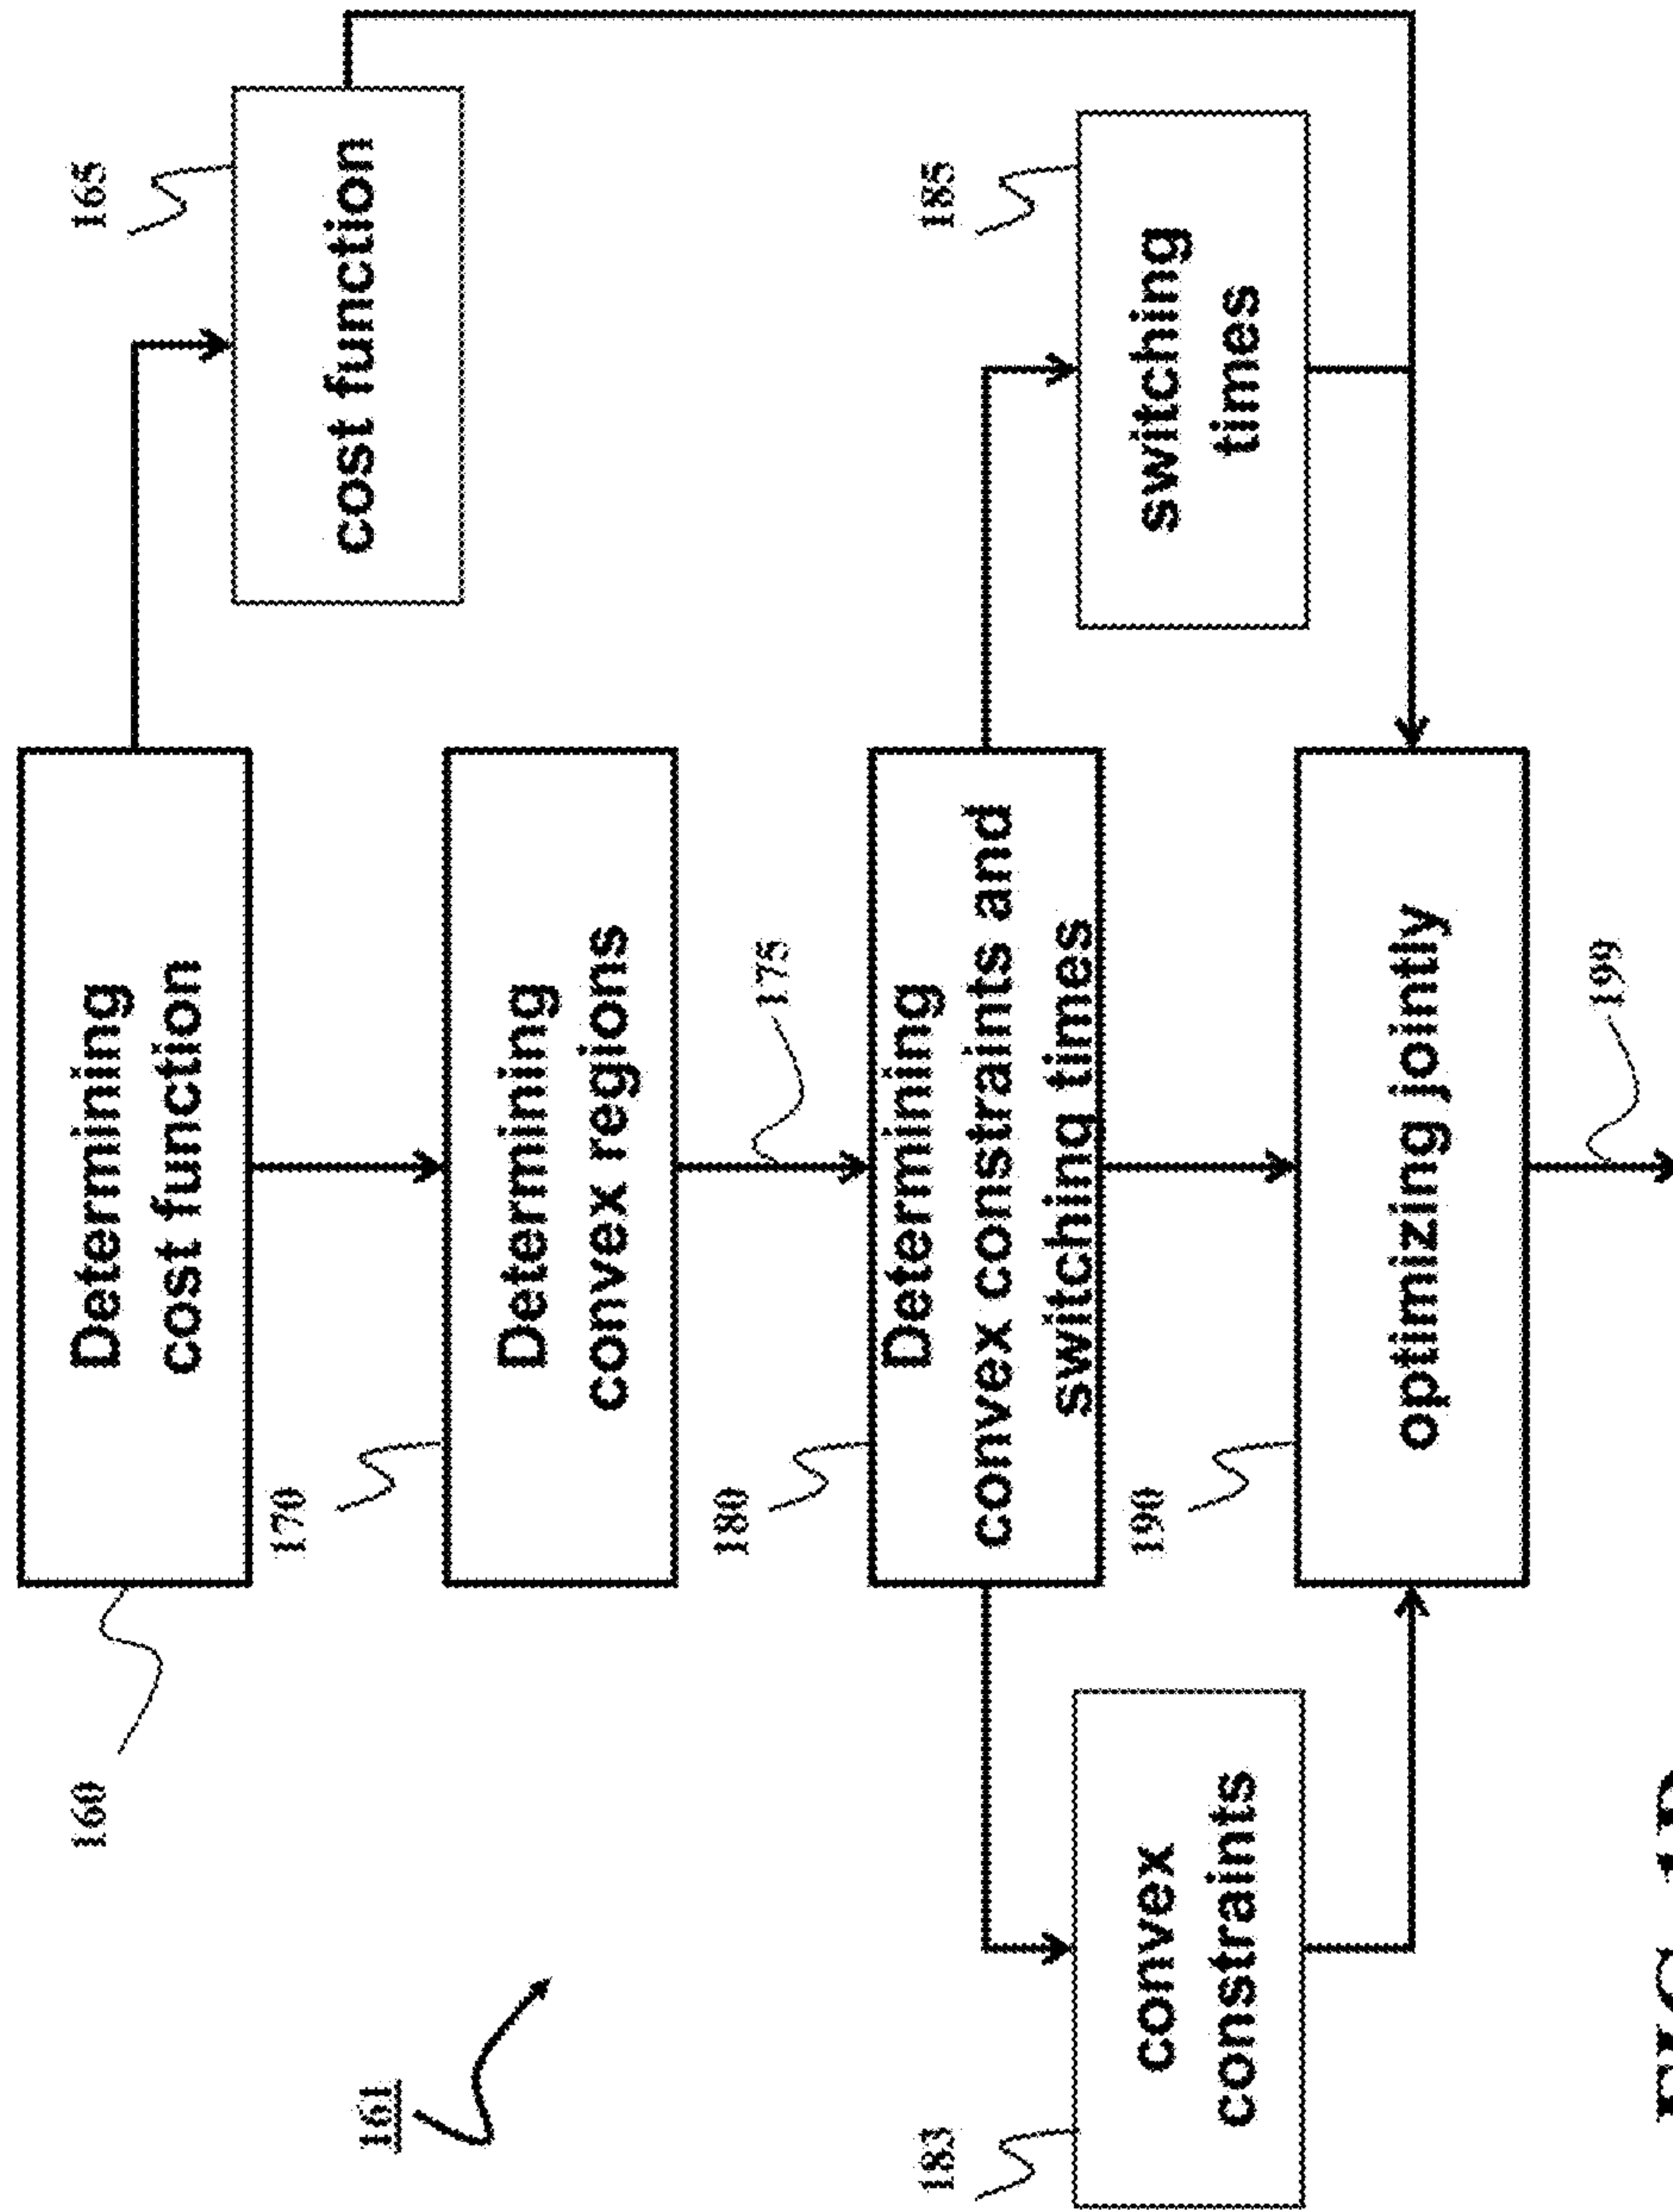 160
Determining
cost function
165
cost function
161
170
Determining
convex regions
175
180
Determining
convex constraints and
switching times
183
convex
constraints
185
switching
times
190
optimizing jointly
199